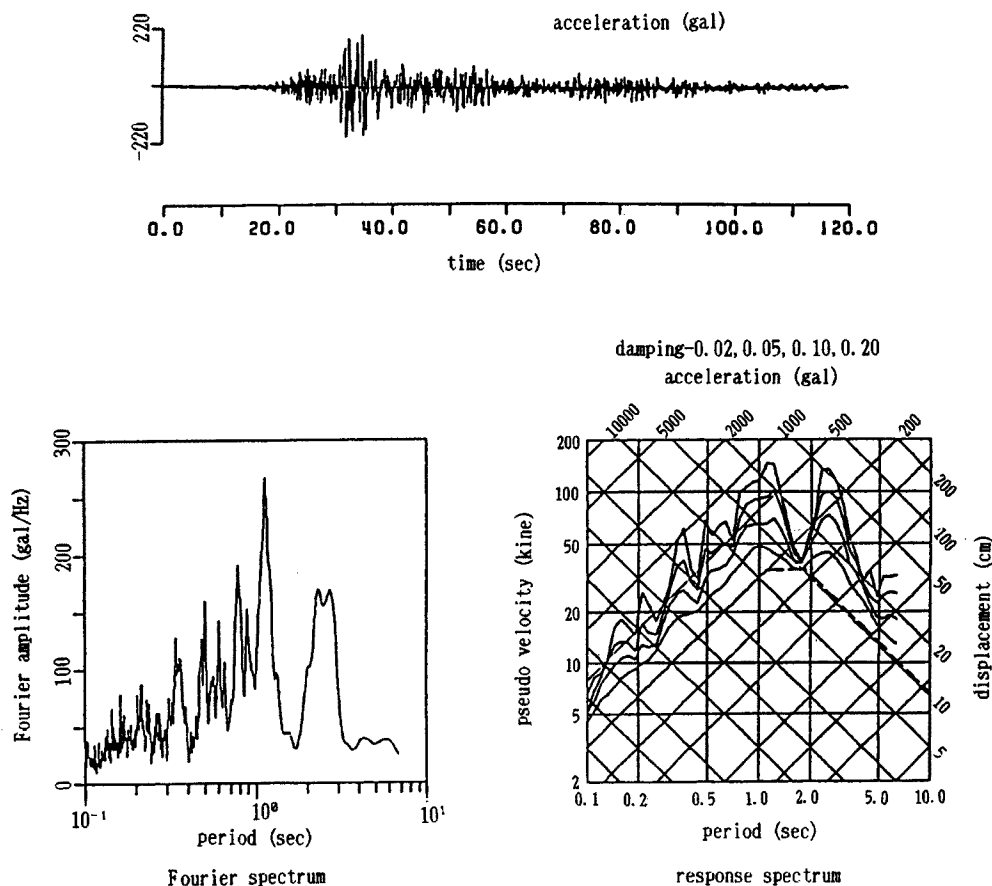 acceleration (gal)
220
-220
0.0 20.0 40.0 60.0 80.0 100.0 120.0
time (sec)
damping-0.02, 0.05, 0.10, 0.20
acceleration (gal)
300
200
100
0
Fourier amplitude (gal/Hz)
10⁻¹ 10⁰ 10¹
period (sec)
Fourier spectrum
10000 5000 2000 1000 500 200
200
100
50
20
10
5
2
pseudo velocity (kine)
200
100
50
20
10
5
displacement (cm)
0.1 0.2 0.5 1.0 2.0 5.0 10.0
period (sec)
response spectrum